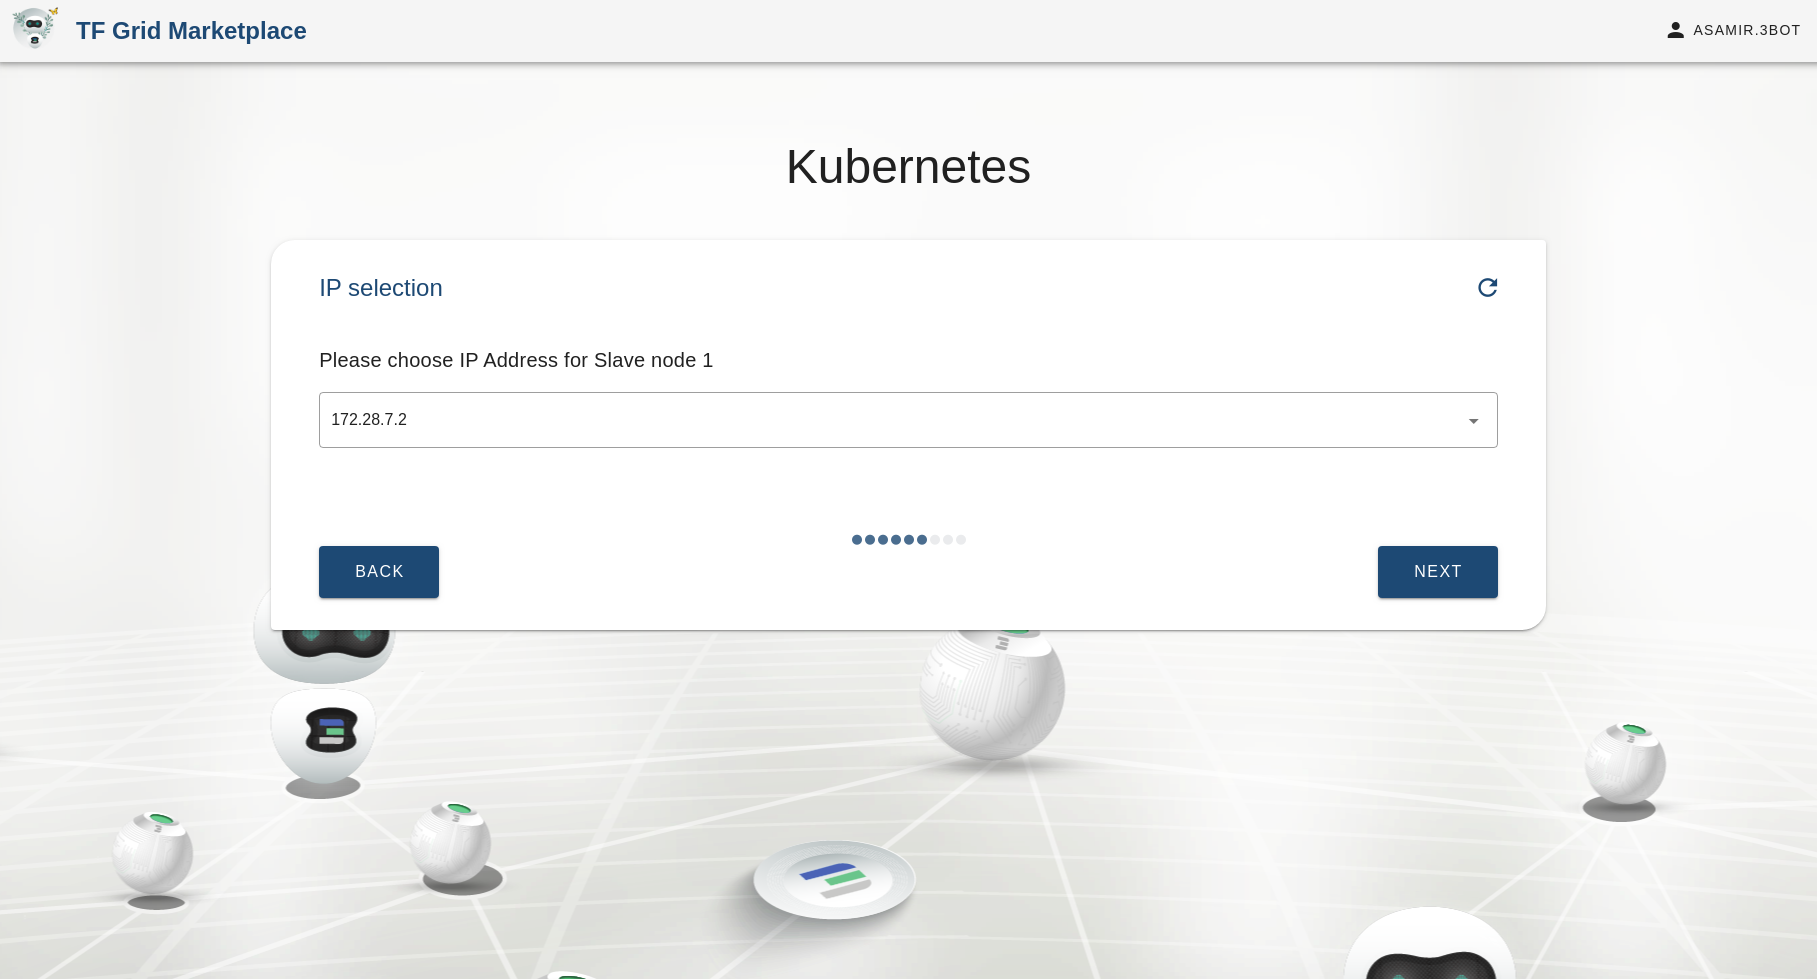 TF Grid Marketplace
ASAMIR.3BOT
Kubernetes
IP selection
Please choose IP Address for Slave node 1
172.28.7.2
BACK
NEXT